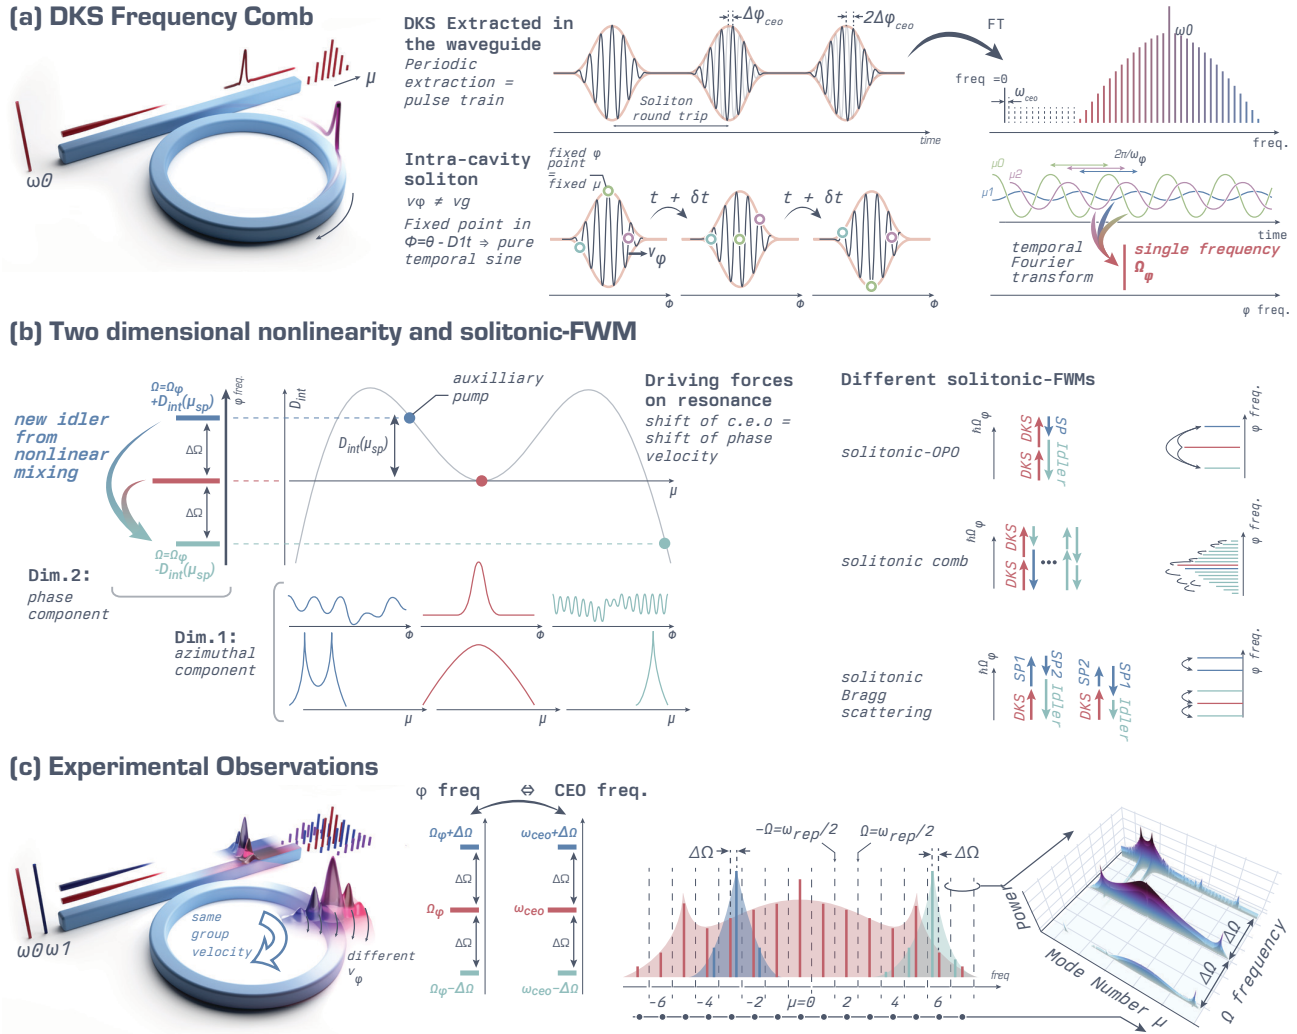 (a) DKS Frequency Comb
ω0
μ
DKS Extracted in
the waveguide
Periodic
extraction =
pulse train
Δφceo
2Δφceo
Soliton
round trip
time
FT
freq =0
ωceo
ω0
freq.
Intra-cavity
soliton
vφ ≠ vg
Fixed point in
Φ=θ - D1t ⇒ pure
temporal sine
fixed φ
point
=
fixed μ
t + δt
t + δt
vφ
Φ
Φ
Φ
μ0
μ2
μ1
2π/ωφ
time
temporal
Fourier
transform
single frequency
Ωφ
φ freq.
(b) Two dimensional nonlinearity and solitonic-FWM
new idler
from
nonlinear
mixing
Ω=Ωφ
+Dint(μsp)
ΔΩ
ΔΩ
Ω=Ωφ
-Dint(μsp)
φ freq.
Dint
auxilliary
pump
Dint(μsp)
μ
Driving forces
on resonance
shift of c.e.o =
shift of phase
velocity
Dim.2:
phase
component
Dim.1:
azimuthal
component
Φ
Φ
Φ
μ
μ
μ
Different solitonic-FWMs
solitonic-OPO
ħΩφ
DKS DKS
SP Idler
φ freq.
solitonic comb
ħΩφ
DKS DKS
•••
φ freq.
solitonic
Bragg
scattering
ħΩφ
DKS SP1
SP2 Idler
DKS SP2
SP1 Idler
φ freq.
(c) Experimental Observations
ω0 ω1
same
group
velocity
different
vφ
φ freq ⇔ CEO freq.
Ωφ+ΔΩ
ΔΩ
Ωφ
ΔΩ
Ωφ-ΔΩ
ωceo+ΔΩ
ΔΩ
ωceo
ΔΩ
ωceo-ΔΩ
-Ω=ωrep/2
Ω=ωrep/2
ΔΩ
ΔΩ
freq
-6 -4 -2 μ=0 2 4 6
Power
Mode Number μ
ΔΩ
ΔΩ
Ω frequency